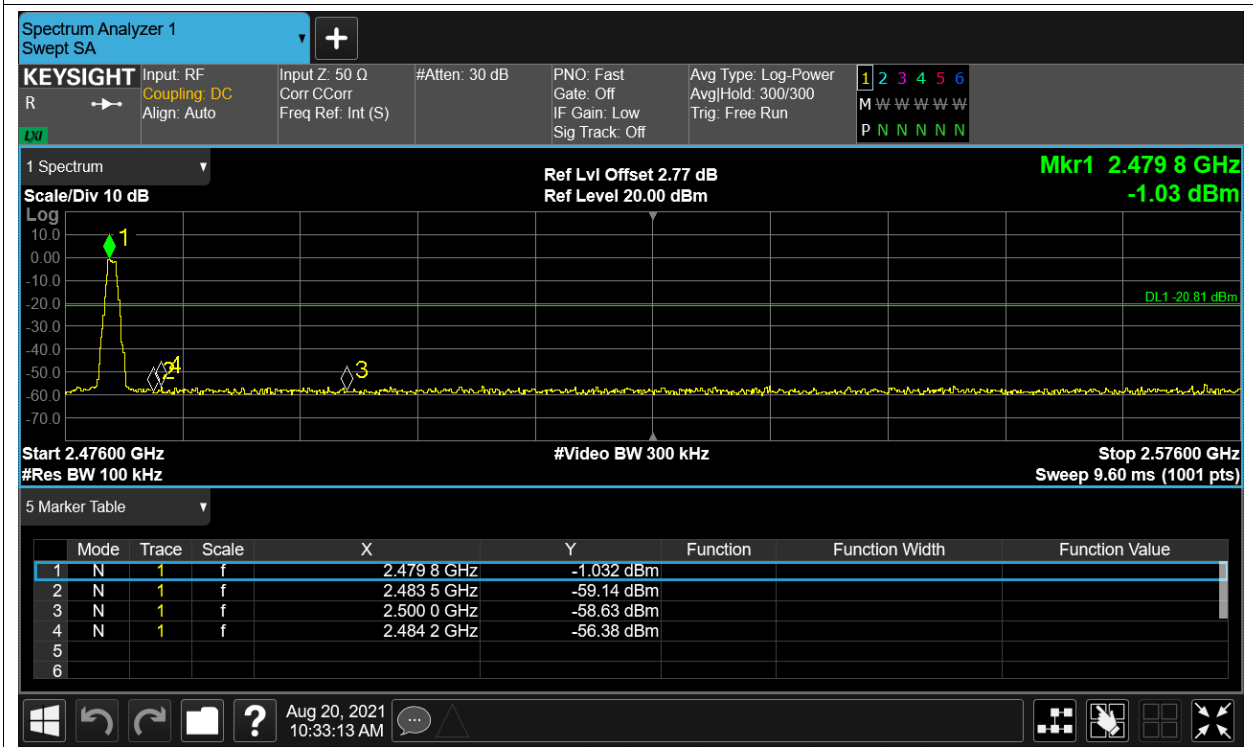 Spectrum Analyzer 1
Swept SA
+
KEYSIGHT Input: RF Input Z: 50 Ω #Atten: 30 dB PNO: Fast Avg Type: Log-Power 1 2 3 4 5 6
R Coupling: DC Corr CCorr Gate: Off Avg|Hold: 300/300 M W W W W W
Align: Auto Freq Ref: Int (S) IF Gain: Low Trig: Free Run
LXI Sig Track: Off P N N N N N
1 Spectrum Ref Lvl Offset 2.77 dB Mkr1 2.479 8 GHz
Scale/Div 10 dB Ref Level 20.00 dBm -1.03 dBm
Log
10.0 1
0.00
-10.0
-20.0 DL1 -20.81 dBm
-30.0
-40.0
-50.0 2 4 3
-60.0
-70.0
Start 2.47600 GHz #Video BW 300 kHz Stop 2.57600 GHz
#Res BW 100 kHz Sweep 9.60 ms (1001 pts)
5 Marker Table
Mode Trace Scale X Y Function Function Width Function Value
1 N 1 f 2.479 8 GHz -1.032 dBm
2 N 1 f 2.483 5 GHz -59.14 dBm
3 N 1 f 2.500 0 GHz -58.63 dBm
4 N 1 f 2.484 2 GHz -56.38 dBm
5
6
? Aug 20, 2021
10:33:13 AM